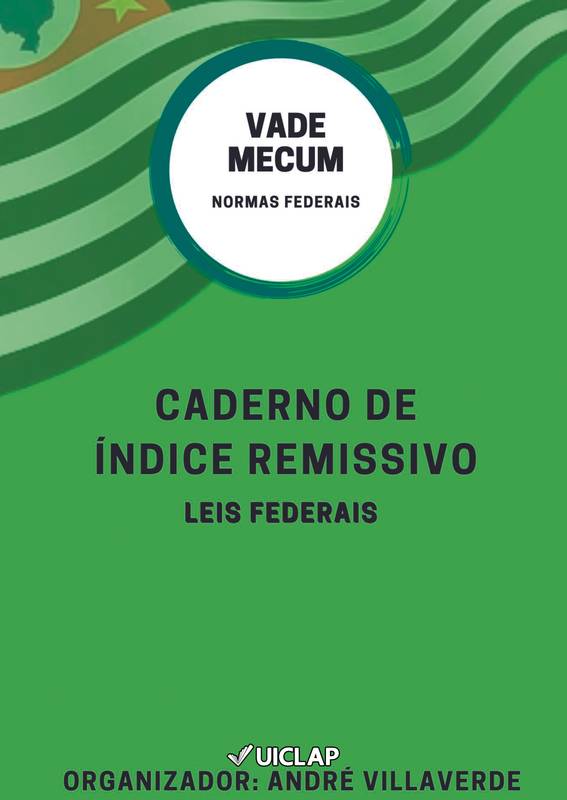 VADE
MECUM
NORMAS FEDERAIS
CADERNO DE
ÍNDICE REMISSIVO
LEIS FEDERAIS
UICLAP
ORGANIZADOR: ANDRÉ VILLAVERDE